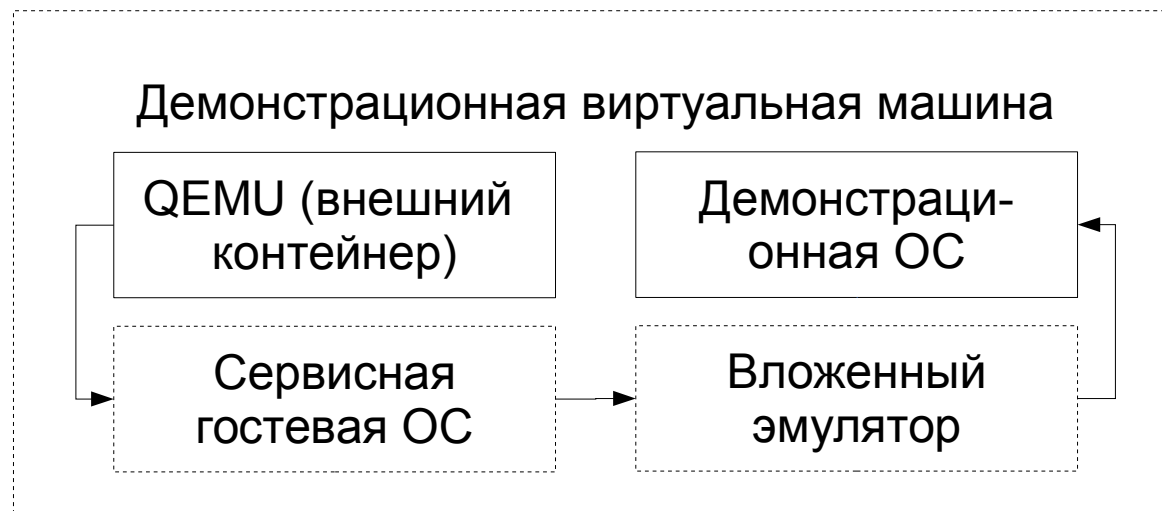 Демонстрационная виртуальная машина
QEMU (внешний
контейнер)
Демонстраци-
онная ОС
Сервисная
гостевая ОС
Вложенный
эмулятор